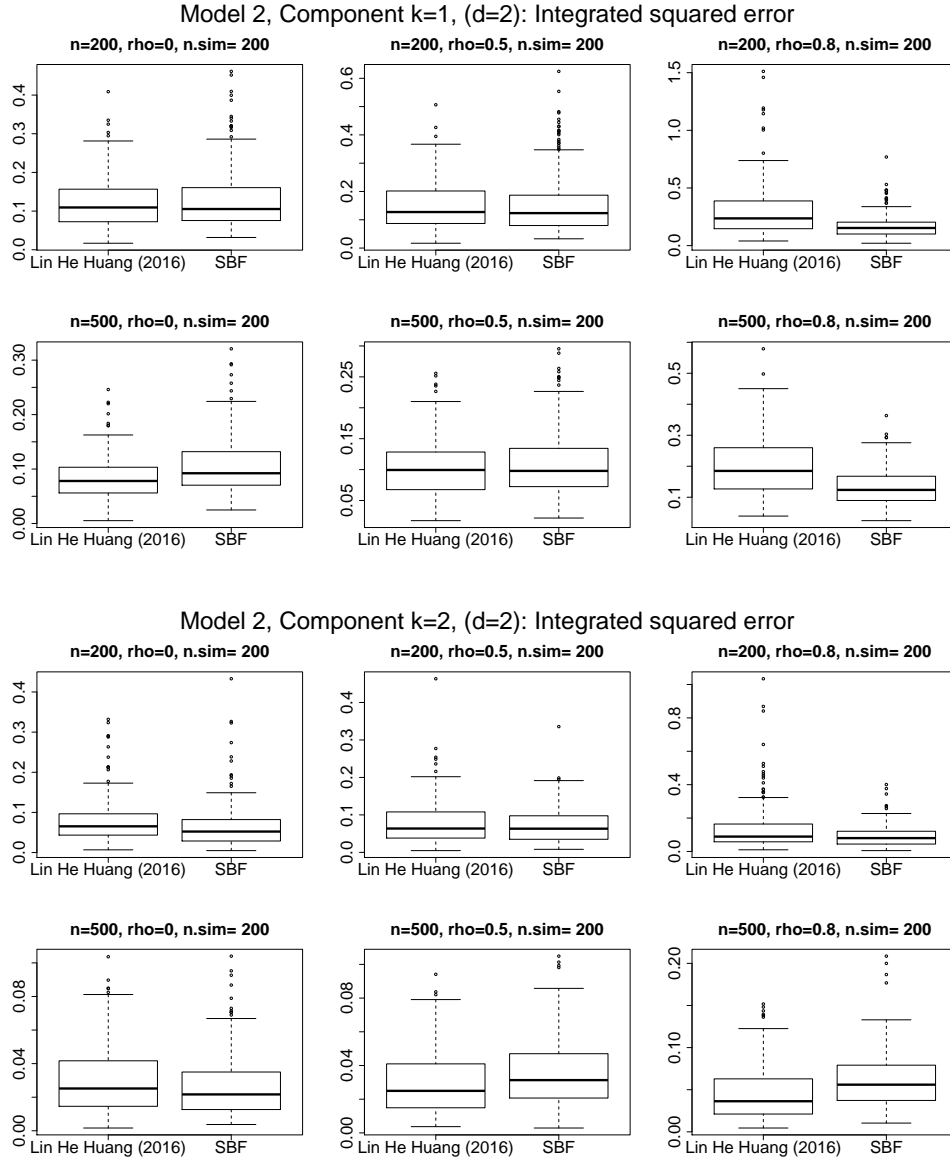 Model 2, Component k=1, (d=2): Integrated squared error
n=200, rho=0, n.sim= 200
0.4
0.3
0.2
0.1
0.0
Lin He Huang (2016) SBF
n=200, rho=0.5, n.sim= 200
0.6
0.4
0.2
0.0
Lin He Huang (2016) SBF
n=200, rho=0.8, n.sim= 200
1.5
1.0
0.5
0.0
Lin He Huang (2016) SBF
n=500, rho=0, n.sim= 200
0.30
0.20
0.10
0.00
Lin He Huang (2016) SBF
n=500, rho=0.5, n.sim= 200
0.25
0.15
0.05
Lin He Huang (2016) SBF
n=500, rho=0.8, n.sim= 200
0.5
0.3
0.1
Lin He Huang (2016) SBF
Model 2, Component k=2, (d=2): Integrated squared error
n=200, rho=0, n.sim= 200
0.4
0.3
0.2
0.1
0.0
Lin He Huang (2016) SBF
n=200, rho=0.5, n.sim= 200
0.4
0.3
0.2
0.1
0.0
Lin He Huang (2016) SBF
n=200, rho=0.8, n.sim= 200
0.8
0.4
0.0
Lin He Huang (2016) SBF
n=500, rho=0, n.sim= 200
0.08
0.04
0.00
Lin He Huang (2016) SBF
n=500, rho=0.5, n.sim= 200
0.08
0.04
0.00
Lin He Huang (2016) SBF
n=500, rho=0.8, n.sim= 200
0.20
0.10
0.00
Lin He Huang (2016) SBF